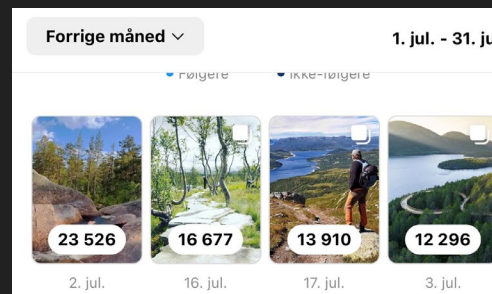 Forrige måned
1. jul. - 31. ju
Følgere
Ikke-følgere
23 526
16 677
13 910
12 296
2. jul.
16. jul.
17. jul.
3. jul.